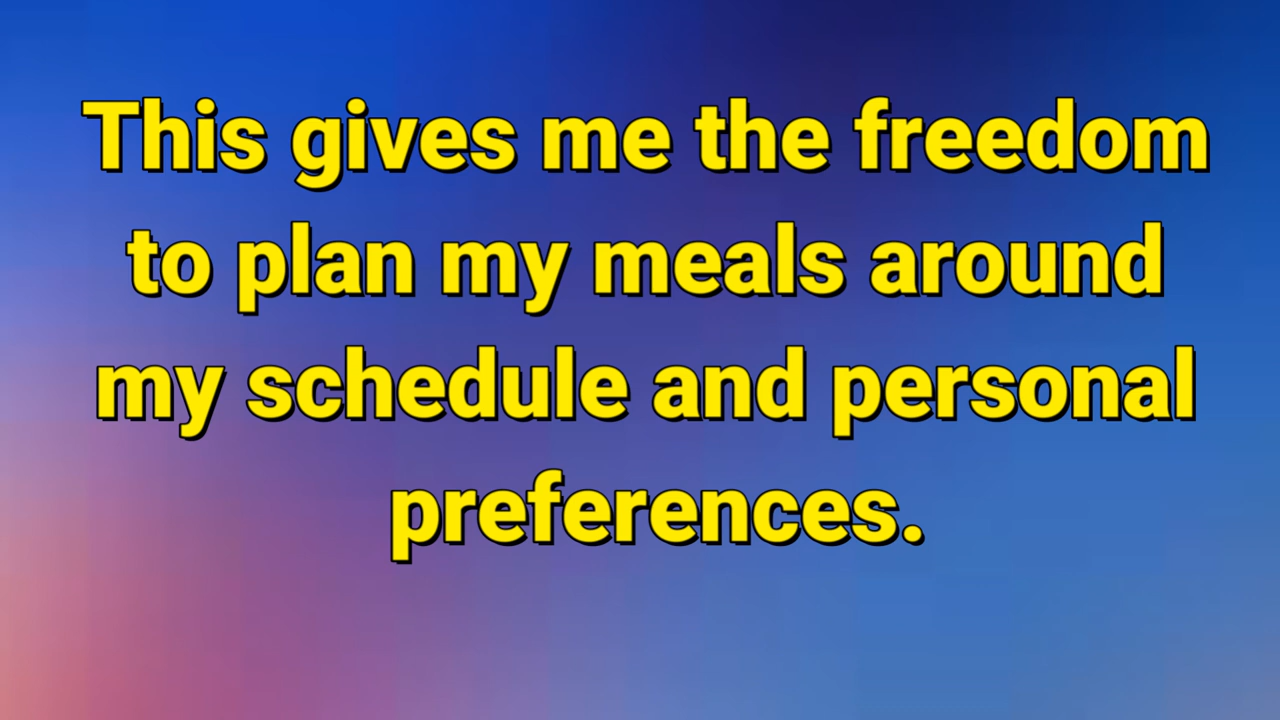 This gives me the freedom
to plan my meals around
my schedule and personal
preferences.